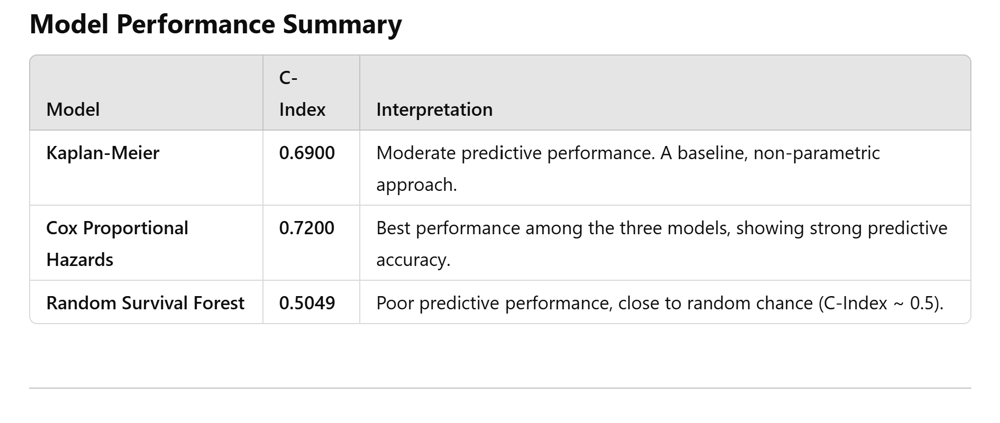 Model Performance Summary
C-
Model Index Interpretation
Kaplan-Meier 0.6900 Moderate predictive performance. A baseline, non-parametric
approach.
Cox Proportional 0.7200 Best performance among the three models, showing strong predictive
Hazards accuracy.
Random Survival Forest 0.5049 Poor predictive performance, close to random chance (C-Index ~ 0.5).